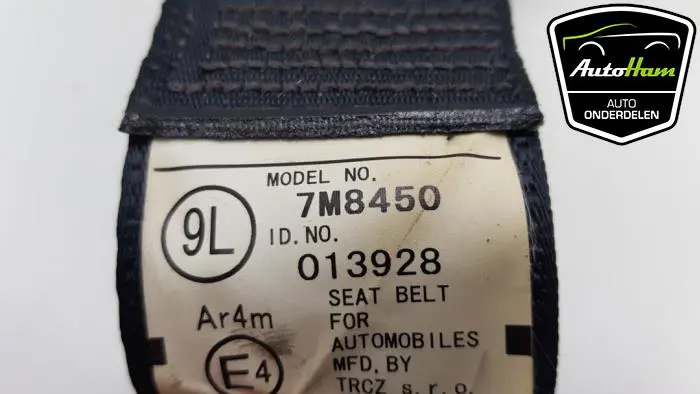 AutoHam
AUTO
ONDERDELEN
MODEL NO.
7M8450
9L
ID. NO.
013928
Ar4m
SEAT BELT
FOR
AUTOMOBILES
E4
MFD. BY
TRCZ s.r.o.